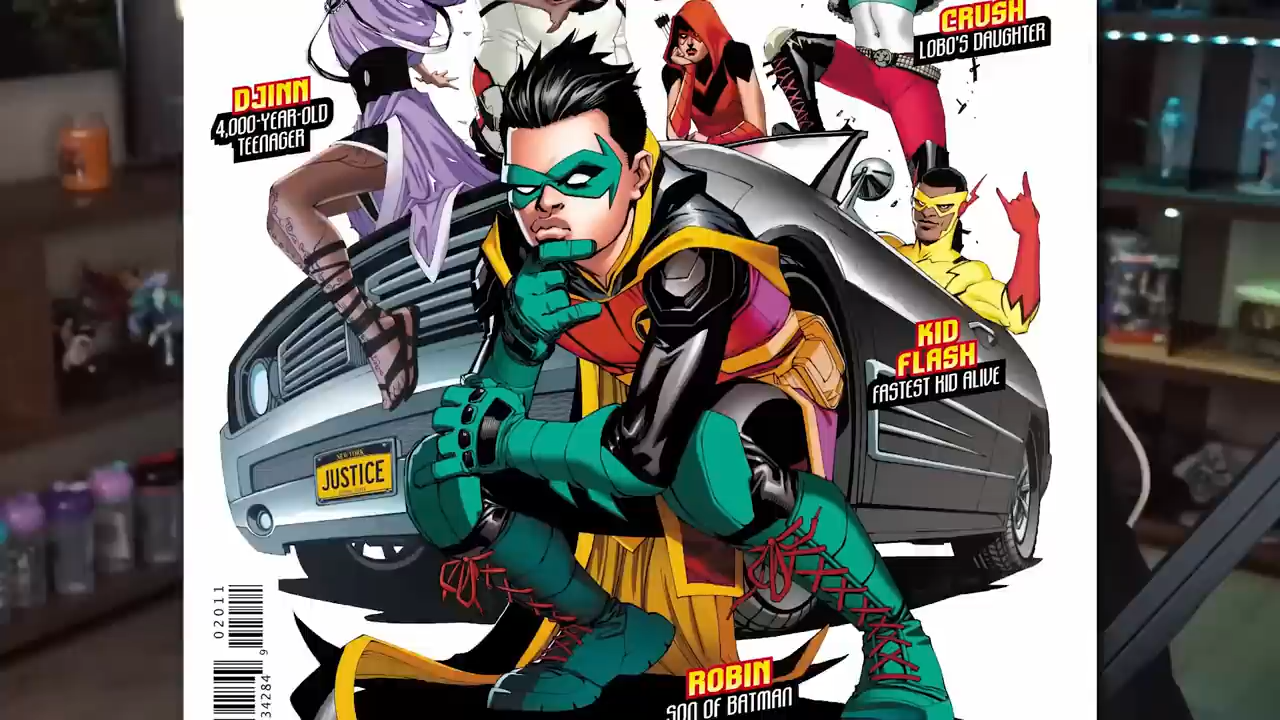 CRUSH
LOBO'S DAUGHTER
DJINN
4,000-YEAR-OLD
TEENAGER
KID
FLASH
FASTEST KID ALIVE
NEW YORK
JUSTICE
02011
34284
9
ROBIN
SON OF BATMAN